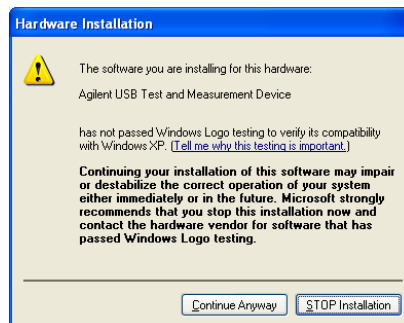 Hardware Installation
The software you are installing for this hardware:
Agilent USB Test and Measurement Device
has not passed Windows Logo testing to verify its compatibility
with Windows XP. (Tell me why this testing is important.)
Continuing your installation of this software may impair
or destabilize the correct operation of your system
either immediately or in the future. Microsoft strongly
recommends that you stop this installation now and
contact the hardware vendor for software that has
passed Windows Logo testing.
Continue Anyway
STOP Installation